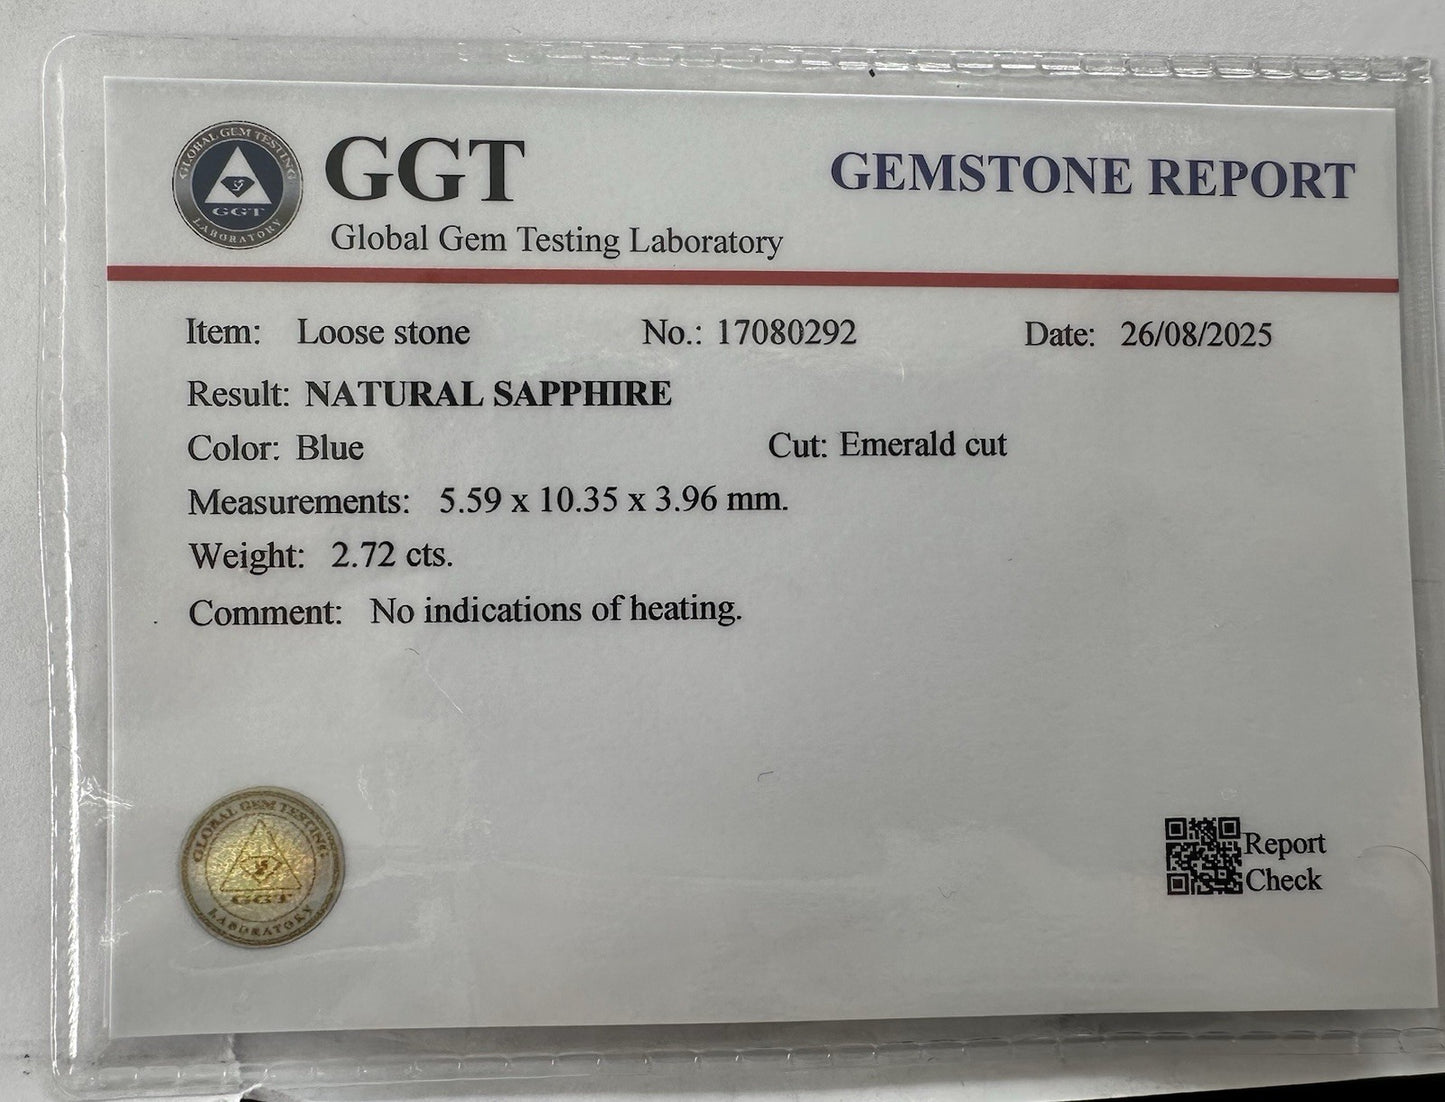 GLOBAL GEM TESTING
GGT
LABORATORY
GGT
Global Gem Testing Laboratory
GEMSTONE REPORT
Item: Loose stone No.: 17080292 Date: 26/08/2025
Result: NATURAL SAPPHIRE
Color: Blue Cut: Emerald cut
Measurements: 5.59 x 10.35 x 3.96 mm.
Weight: 2.72 cts.
Comment: No indications of heating.
GLOBAL GEM TESTING
GGT
LABORATORY
Report
Check